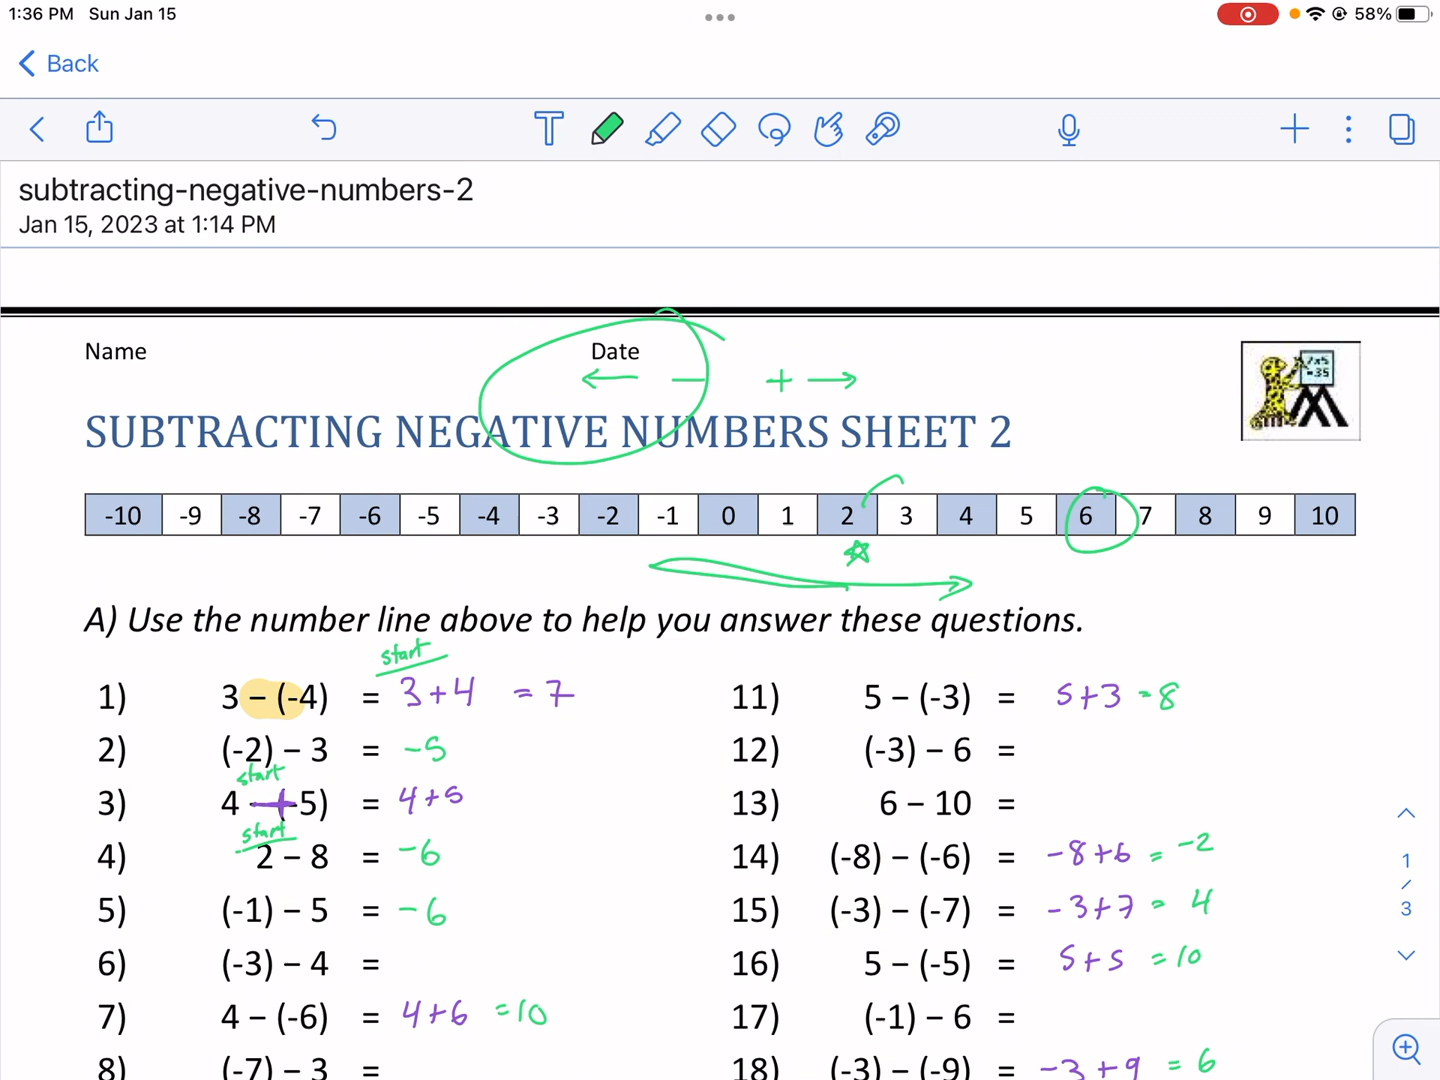 1:36 PM Sun Jan 15 58%
Back
subtracting-negative-numbers-2
Jan 15, 2023 at 1:14 PM
Name Date
← − + →
SUBTRACTING NEGATIVE NUMBERS SHEET 2
7x5
=35
-10 -9 -8 -7 -6 -5 -4 -3 -2 -1 0 1 2 3 4 5 6 7 8 9 10
A) Use the number line above to help you answer these questions.
start
1) 3 – (-4) = 3+4 = 7
2) (-2) – 3 = -5
start
3) 4 + 5) = 4+5
start
4) 2 – 8 = -6
5) (-1) – 5 = -6
6) (-3) – 4 =
7) 4 – (-6) = 4+6 =10
8) (-7) – 3 =
11) 5 – (-3) = 5+3 =8
12) (-3) – 6 =
13) 6 – 10 =
14) (-8) – (-6) = -8+6 = -2
15) (-3) – (-7) = -3+7 = 4
16) 5 – (-5) = 5+5 =10
17) (-1) – 6 =
18) (-3) – (-9) = -3+9 = 6
1
/
3